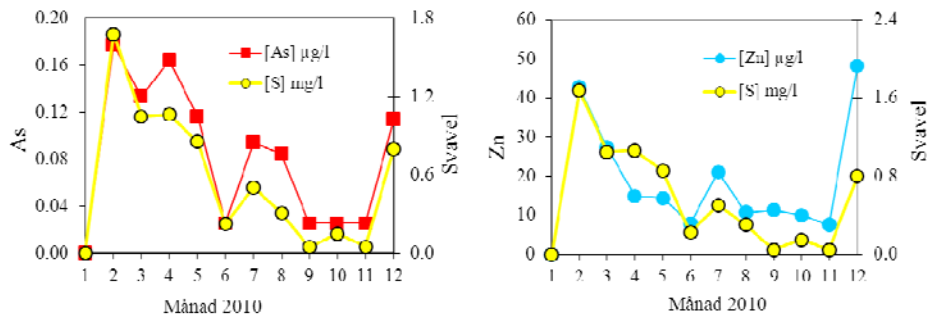 0.20
0.16
0.12
0.08
0.04
0.00
As
1.8
1.2
0.6
0.0
Svavel
[As] µg/l
[S] mg/l
1 2 3 4 5 6 7 8 9 10 11 12
Månad 2010
60
50
40
30
20
10
0
Zn
2.4
1.6
0.8
0.0
Svavel
[Zn] µg/l
[S] mg/l
1 2 3 4 5 6 7 8 9 10 11 12
Månad 2010